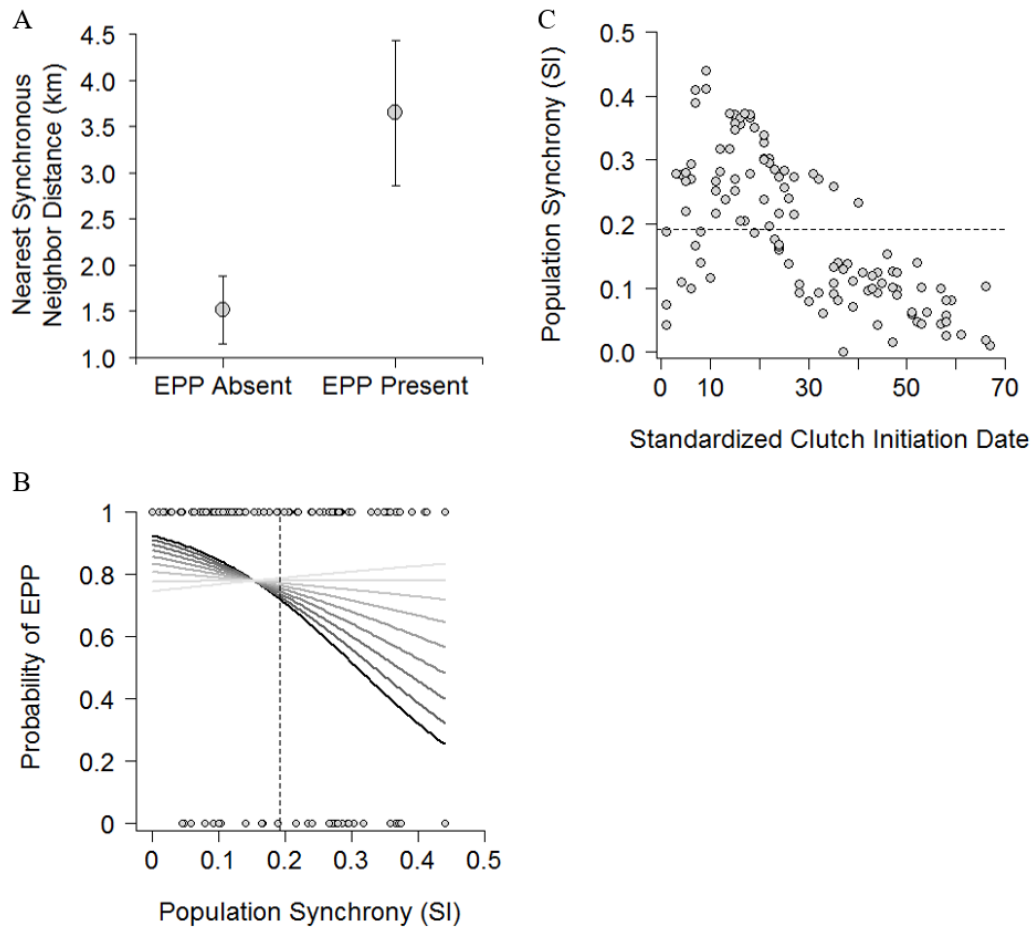 A
Nearest Synchronous
Neighbor Distance (km)
4.5
4.0
3.5
3.0
2.5
2.0
1.5
1.0
EPP Absent
EPP Present
B
Probability of EPP
1
0.8
0.6
0.4
0.2
0
0
0.1
0.2
0.3
0.4
0.5
Population Synchrony (SI)
C
Population Synchrony (SI)
0.5
0.4
0.3
0.2
0.1
0.0
0
10
30
50
70
Standardized Clutch Initiation Date